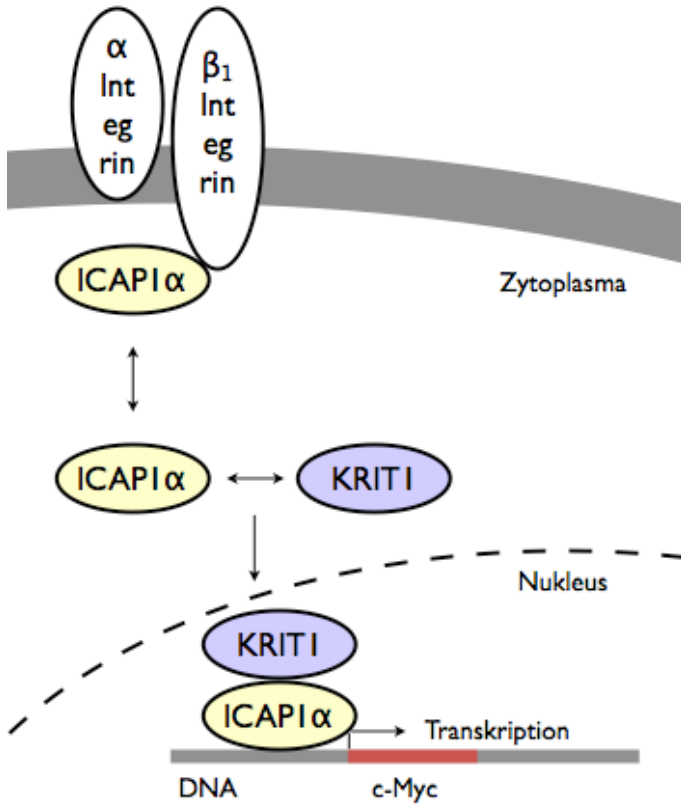 α
Int
eg
rin
β₁
Int
eg
rin
ICAP1α
Zytoplasma
ICAP1α
KRIT1
Nukleus
KRIT1
ICAP1α
Transkription
DNA
c-Myc